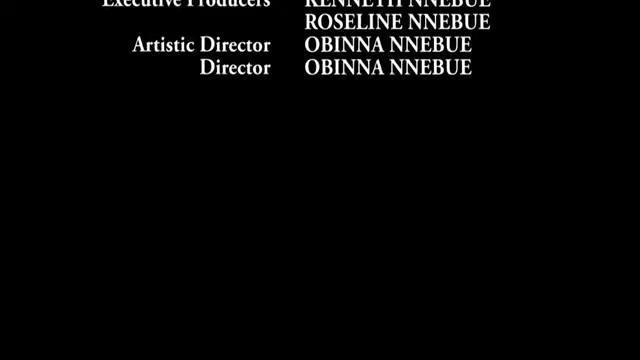 Executive Producers KENNETH NNEBUE
ROSELINE NNEBUE
Artistic Director OBINNA NNEBUE
Director OBINNA NNEBUE